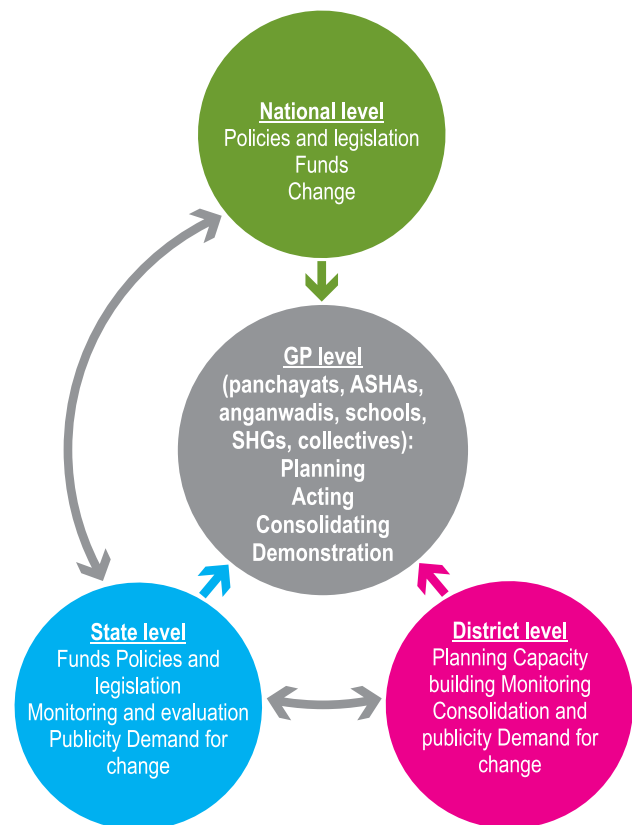 National level
Policies and legislation
Funds
Change
GP level
(panchayats, ASHAs,
anganwadis, schools,
SHGs, collectives):
Planning
Acting
Consolidating
Demonstration
State level
Funds Policies and
legislation
Monitoring and evaluation
Publicity Demand for
change
District level
Planning Capacity
building Monitoring
Consolidation and
publicity Demand for
change